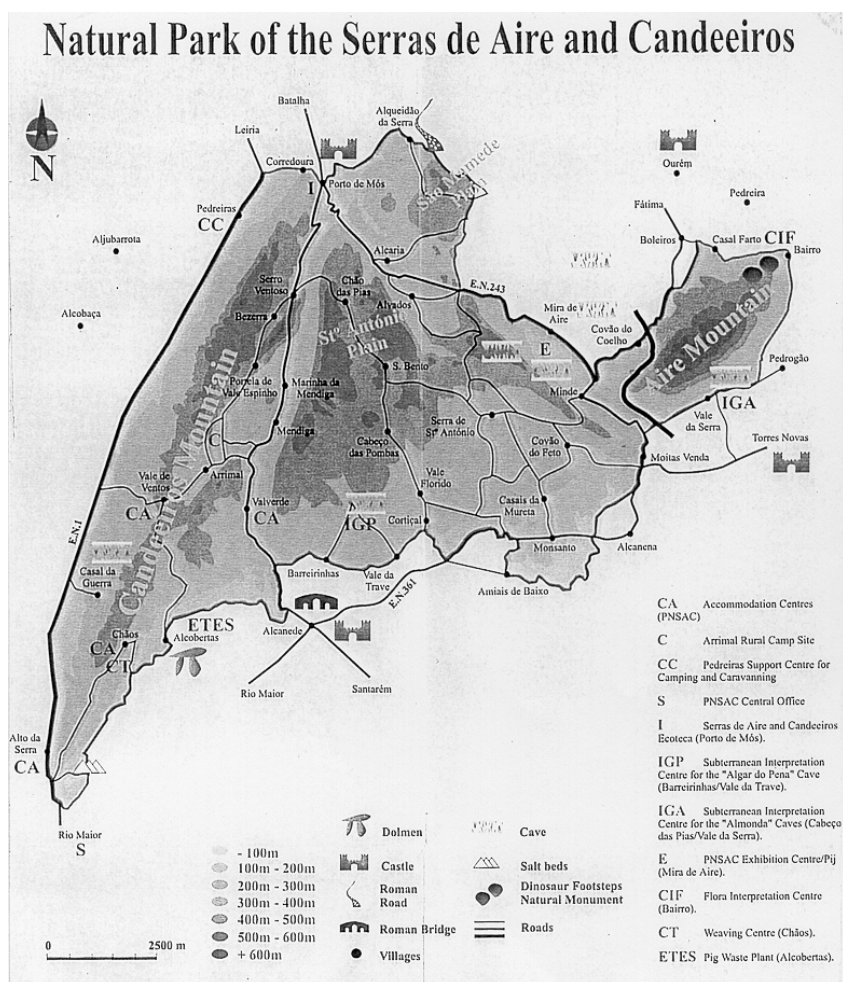 Natural Park of the Serras de Aire and Candeeiros
Batalha
Alqueidão
da Serra
Leiria
N
Corredoura
Ourém
I
Porto de Mós
São Mamede
Plain
Pedreira
Pedreiras
CC
Fátima
Aljubarrota
Boleiros
Casal Farto
CIF
Bairro
Alcaria
Serro
Ventoso
Chão
das Pias
E.N.243
Alvados
Alcobaça
Bezerra
Stº António
Plain
Mira de
Aire
Covão do
Coelho
Aire Mountain
E
S. Bento
Pedrogão
Portela de
Vale Espinho
Marinha da
Mendiga
Minde
IGA
Vale
da Serra
Candeeiros Mountain
C
Mendiga
Cabeço
das Pombas
Serra de
Stº António
Covão
do Feto
Torres Novas
Moitas Venda
Vale de
Ventos
CA
Arrimal
Vale
Florido
Valverde
CA
Casais da
Mureta
IGP
Cortiçal
E.N.1
Monsanto
Alcanena
Casal da
Guerra
Barreirinhas
Vale da
Trave
E.N.361
Amiais de Baixo
ETES
Alcanede
Chãos
CA
CT
Alcobertas
Rio Maior
Santarém
Alto da
Serra
CA
Rio Maior
S
CA Accommodation Centres
(PNSAC)
C Arrimal Rural Camp Site
CC Pedreiras Support Centre for
Camping and Caravanning
S PNSAC Central Office
I Serras de Aire and Candeeiros
Ecoteca (Porto de Mós).
IGP Subterranean Interpretation
Centre for the "Algar do Pena" Cave
(Barreirinhas/Vale da Trave).
IGA Subterranean Interpretation
Centre for the "Almonda" Caves (Cabeço
das Pias/Vale da Serra).
E PNSAC Exhibition Centre/Pij
(Mira de Aire).
CIF Flora Interpretation Centre
(Bairro).
CT Weaving Centre (Chãos).
ETES Pig Waste Plant (Alcobertas).
- 100m
100m - 200m
200m - 300m
300m - 400m
400m - 500m
500m - 600m
+ 600m
Dolmen
Castle
Roman
Road
Roman Bridge
Villages
Cave
Salt beds
Dinosaur Footsteps
Natural Monument
Roads
0 2500 m